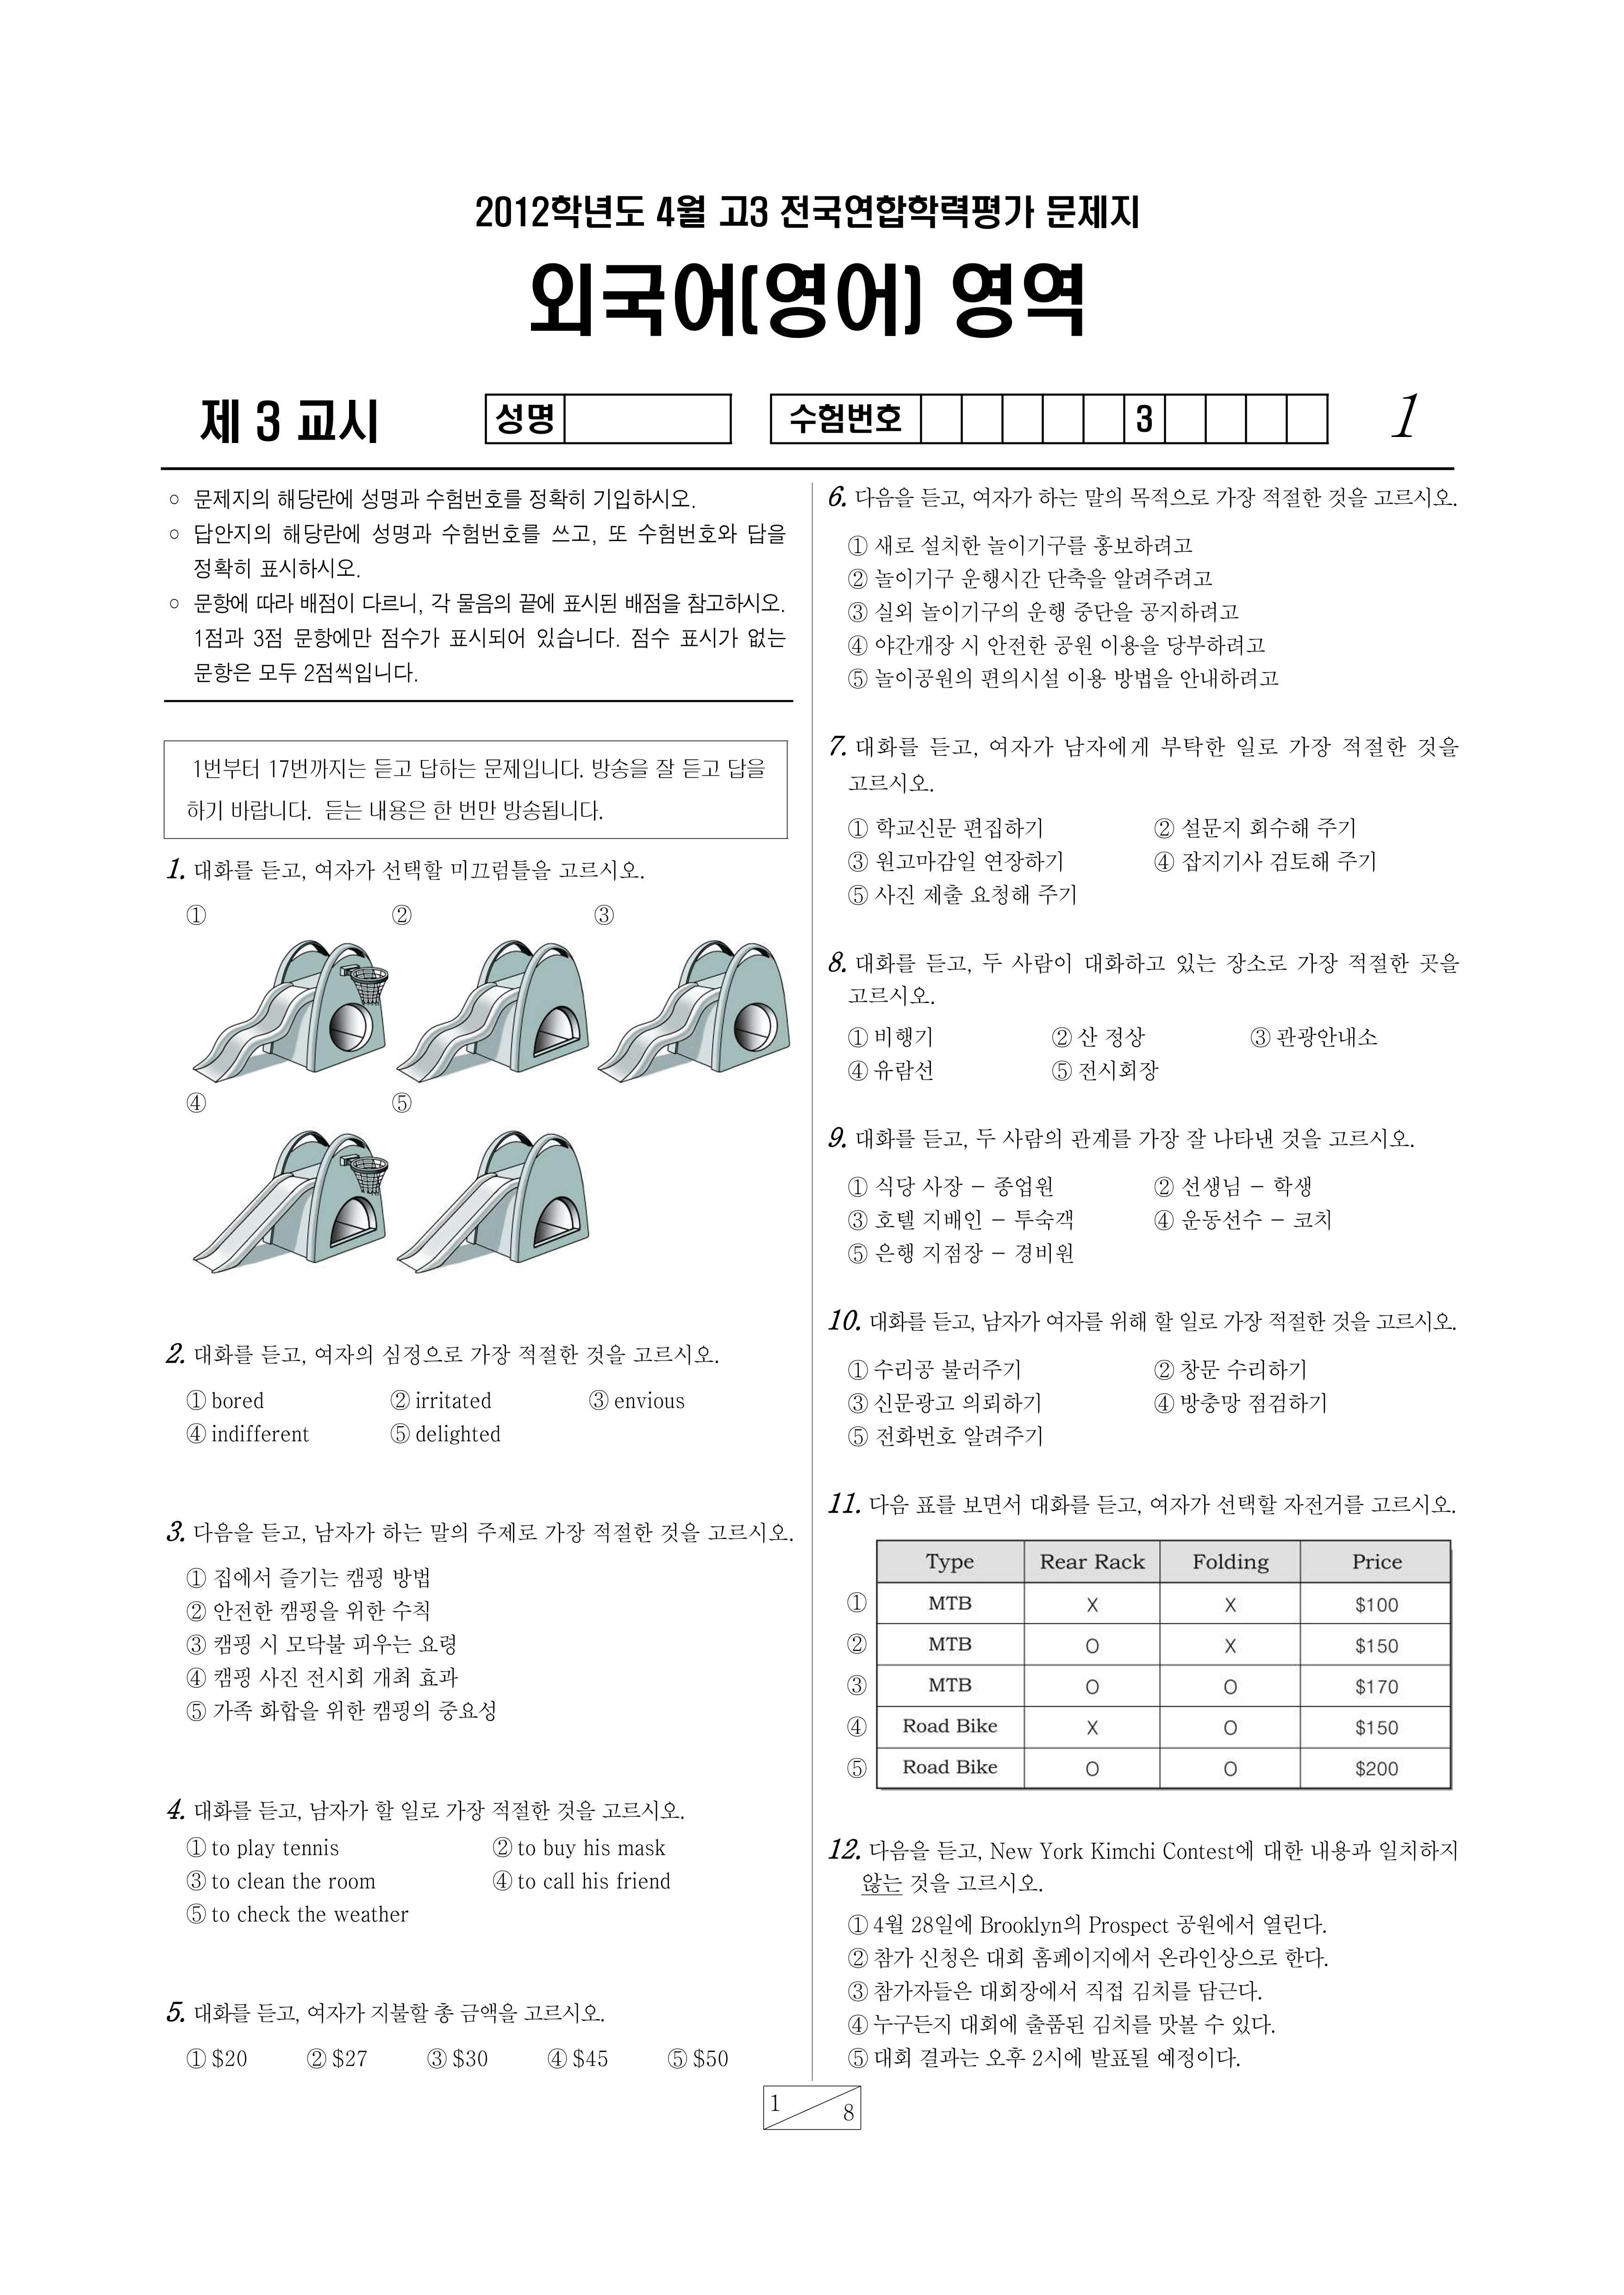 2012학년도 4월 고3 전국연합학력평가 문제지
외국어(영어) 영역
제 3 교시
성명
수험번호
3
1
○ 문제지의 해당란에 성명과 수험번호를 정확히 기입하시오.
○ 답안지의 해당란에 성명과 수험번호를 쓰고, 또 수험번호와 답을
정확히 표시하시오.
○ 문항에 따라 배점이 다르니, 각 물음의 끝에 표시된 배점을 참고하시오.
1점과 3점 문항에만 점수가 표시되어 있습니다. 점수 표시가 없는
문항은 모두 2점씩입니다.
1번부터 17번까지는 듣고 답하는 문제입니다. 방송을 잘 듣고 답을
하기 바랍니다. 듣는 내용은 한 번만 방송됩니다.
1. 대화를 듣고, 여자가 선택할 미끄럼틀을 고르시오.
① ② ③
④ ⑤
2. 대화를 듣고, 여자의 심정으로 가장 적절한 것을 고르시오.
① bored ② irritated ③ envious
④ indifferent ⑤ delighted
3. 다음을 듣고, 남자가 하는 말의 주제로 가장 적절한 것을 고르시오.
① 집에서 즐기는 캠핑 방법
② 안전한 캠핑을 위한 수칙
③ 캠핑 시 모닥불 피우는 요령
④ 캠핑 사진 전시회 개최 효과
⑤ 가족 화합을 위한 캠핑의 중요성
4. 대화를 듣고, 남자가 할 일로 가장 적절한 것을 고르시오.
① to play tennis ② to buy his mask
③ to clean the room ④ to call his friend
⑤ to check the weather
5. 대화를 듣고, 여자가 지불할 총 금액을 고르시오.
① $20 ② $27 ③ $30 ④ $45 ⑤ $50
6. 다음을 듣고, 여자가 하는 말의 목적으로 가장 적절한 것을 고르시오.
① 새로 설치한 놀이기구를 홍보하려고
② 놀이기구 운행시간 단축을 알려주려고
③ 실외 놀이기구의 운행 중단을 공지하려고
④ 야간개장 시 안전한 공원 이용을 당부하려고
⑤ 놀이공원의 편의시설 이용 방법을 안내하려고
7. 대화를 듣고, 여자가 남자에게 부탁한 일로 가장 적절한 것을
고르시오.
① 학교신문 편집하기 ② 설문지 회수해 주기
③ 원고마감일 연장하기 ④ 잡지기사 검토해 주기
⑤ 사진 제출 요청해 주기
8. 대화를 듣고, 두 사람이 대화하고 있는 장소로 가장 적절한 곳을
고르시오.
① 비행기 ② 산 정상 ③ 관광안내소
④ 유람선 ⑤ 전시회장
9. 대화를 듣고, 두 사람의 관계를 가장 잘 나타낸 것을 고르시오.
① 식당 사장 − 종업원 ② 선생님 − 학생
③ 호텔 지배인 − 투숙객 ④ 운동선수 − 코치
⑤ 은행 지점장 − 경비원
10. 대화를 듣고, 남자가 여자를 위해 할 일로 가장 적절한 것을 고르시오.
① 수리공 불러주기 ② 창문 수리하기
③ 신문광고 의뢰하기 ④ 방충망 점검하기
⑤ 전화번호 알려주기
11. 다음 표를 보면서 대화를 듣고, 여자가 선택할 자전거를 고르시오.
Type Rear Rack Folding Price
① MTB X X $100
② MTB O X $150
③ MTB O O $170
④ Road Bike X O $150
⑤ Road Bike O O $200
12. 다음을 듣고, New York Kimchi Contest에 대한 내용과 일치하지
않는 것을 고르시오.
① 4월 28일에 Brooklyn의 Prospect 공원에서 열린다.
② 참가 신청은 대회 홈페이지에서 온라인상으로 한다.
③ 참가자들은 대회장에서 직접 김치를 담근다.
④ 누구든지 대회에 출품된 김치를 맛볼 수 있다.
⑤ 대회 결과는 오후 2시에 발표될 예정이다.
1
8